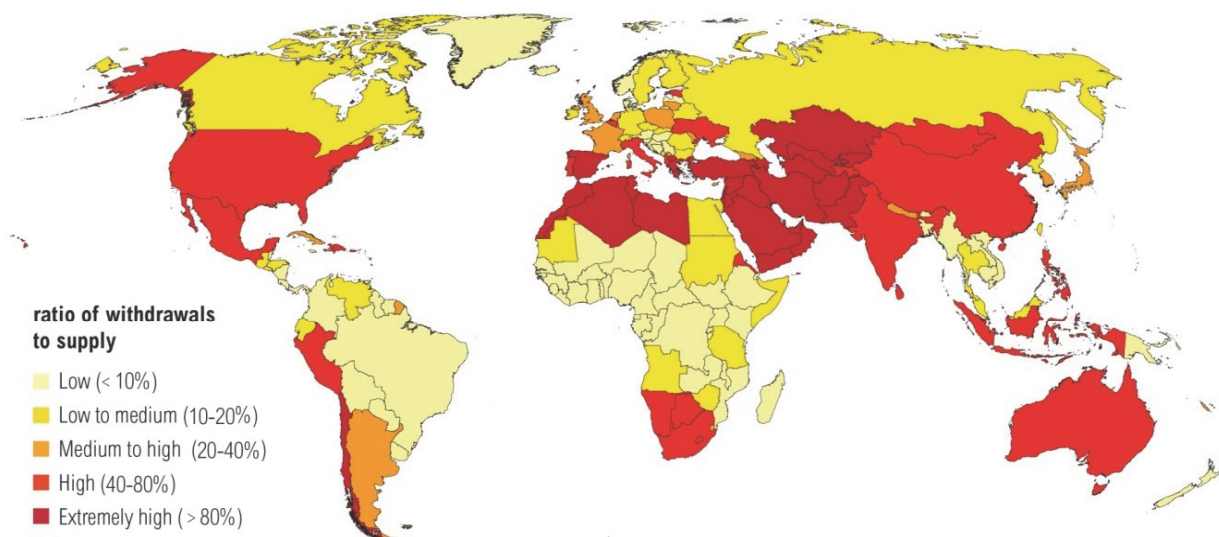 ratio of withdrawals
to supply
Low (< 10%)
Low to medium (10-20%)
Medium to high (20-40%)
High (40-80%)
Extremely high (> 80%)